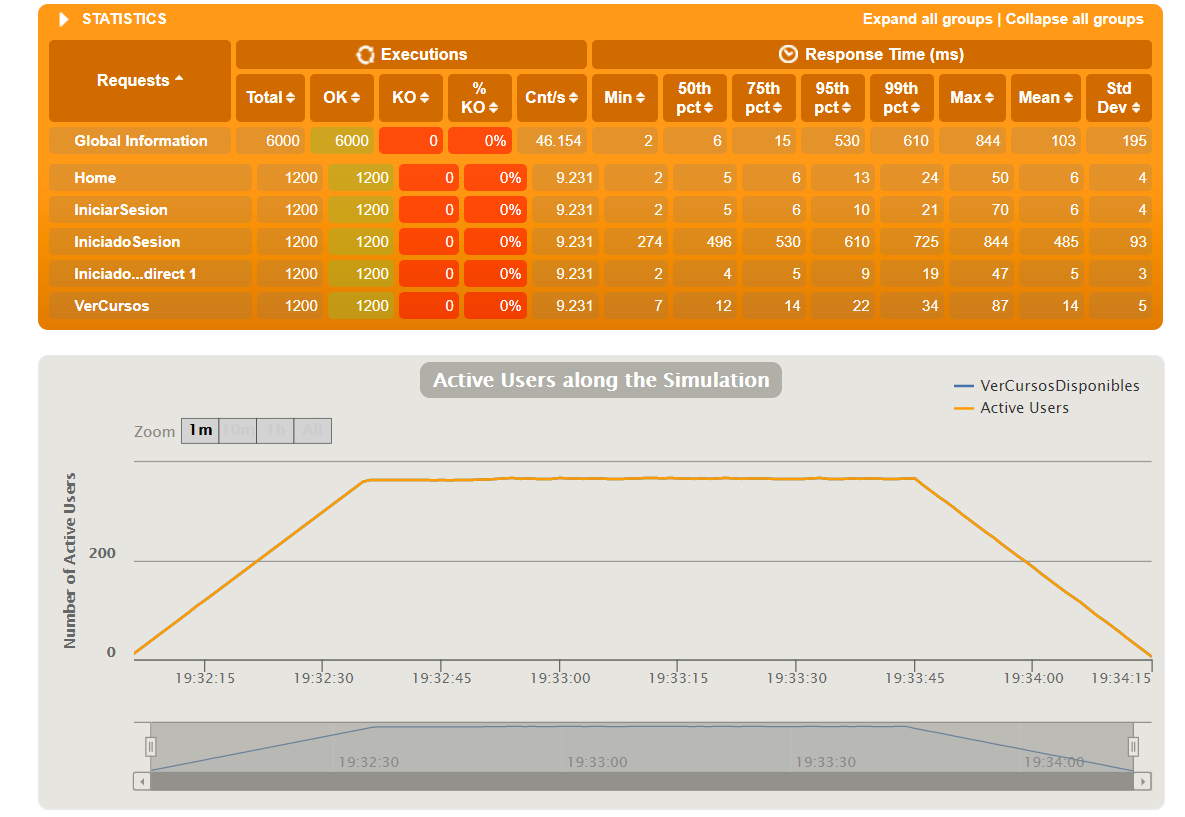 STATISTICS Expand all groups | Collapse all groups
Requests Executions Response Time (ms)
Total OK KO % KO Cnt/s Min 50th pct 75th pct 95th pct 99th pct Max Mean Std Dev
Global Information 6000 6000 0 0% 46.154 2 6 15 530 610 844 103 195
Home 1200 1200 0 0% 9.231 2 5 6 13 24 50 6 4
IniciarSesion 1200 1200 0 0% 9.231 2 5 6 10 21 70 6 4
IniciadoSesion 1200 1200 0 0% 9.231 274 496 530 610 725 844 485 93
Iniciado...direct 1 1200 1200 0 0% 9.231 2 4 5 9 19 47 5 3
VerCursos 1200 1200 0 0% 9.231 7 12 14 22 34 87 14 5
Active Users along the Simulation
VerCursosDisponibles
Active Users
Zoom 1m 10m 1h All
Number of Active Users
200
0
19:32:15 19:32:30 19:32:45 19:33:00 19:33:15 19:33:30 19:33:45 19:34:00 19:34:15
19:32:30 19:33:00 19:33:30 19:34:00